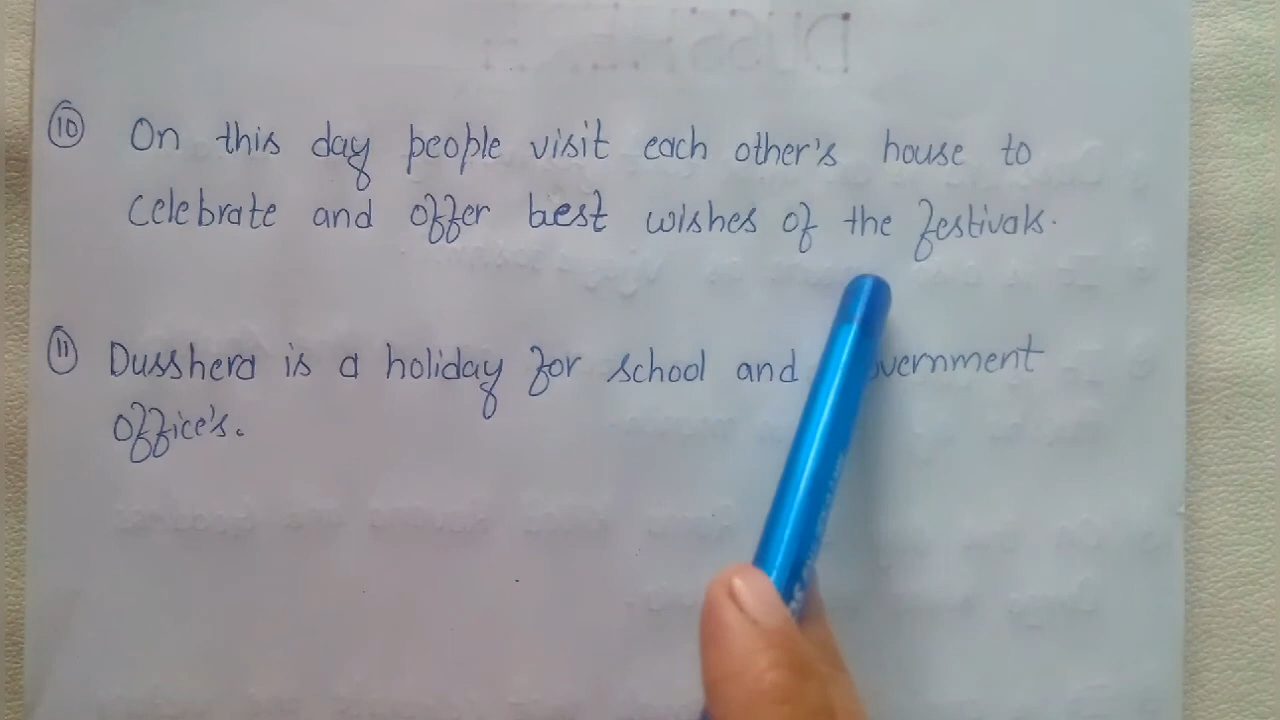 10 On this day people visit each other's house to
celebrate and offer best wishes of the festivals.
11 Dusshera is a holiday for school and
office's.